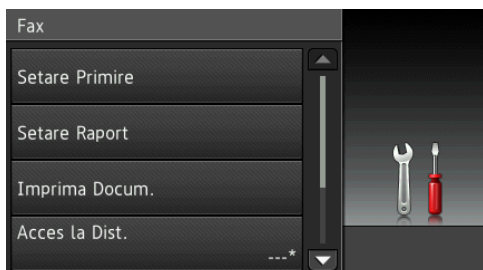 Fax
Setare Primire
Setare Raport
Imprima Docum.
Acces la Dist.
---*